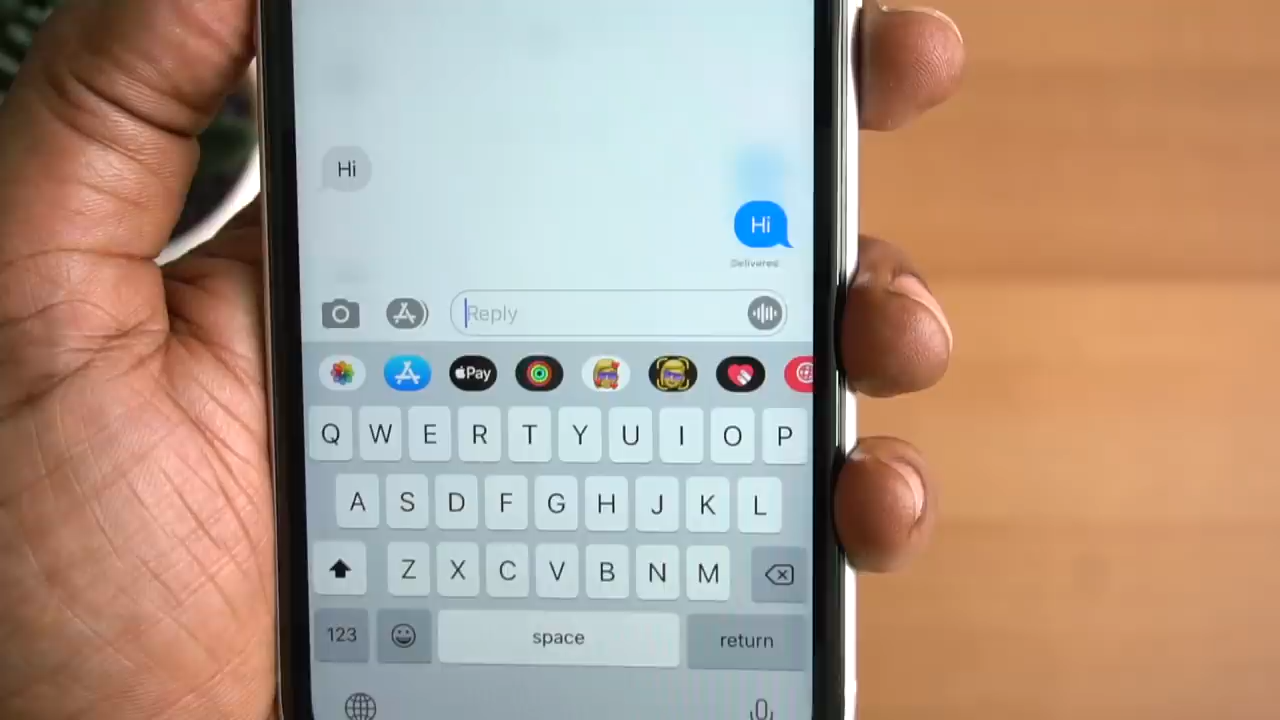 Hi
Hi
Delivered
Reply
Pay
Q W E R T Y U I O P
A S D F G H J K L
Z X C V B N M
123 space return